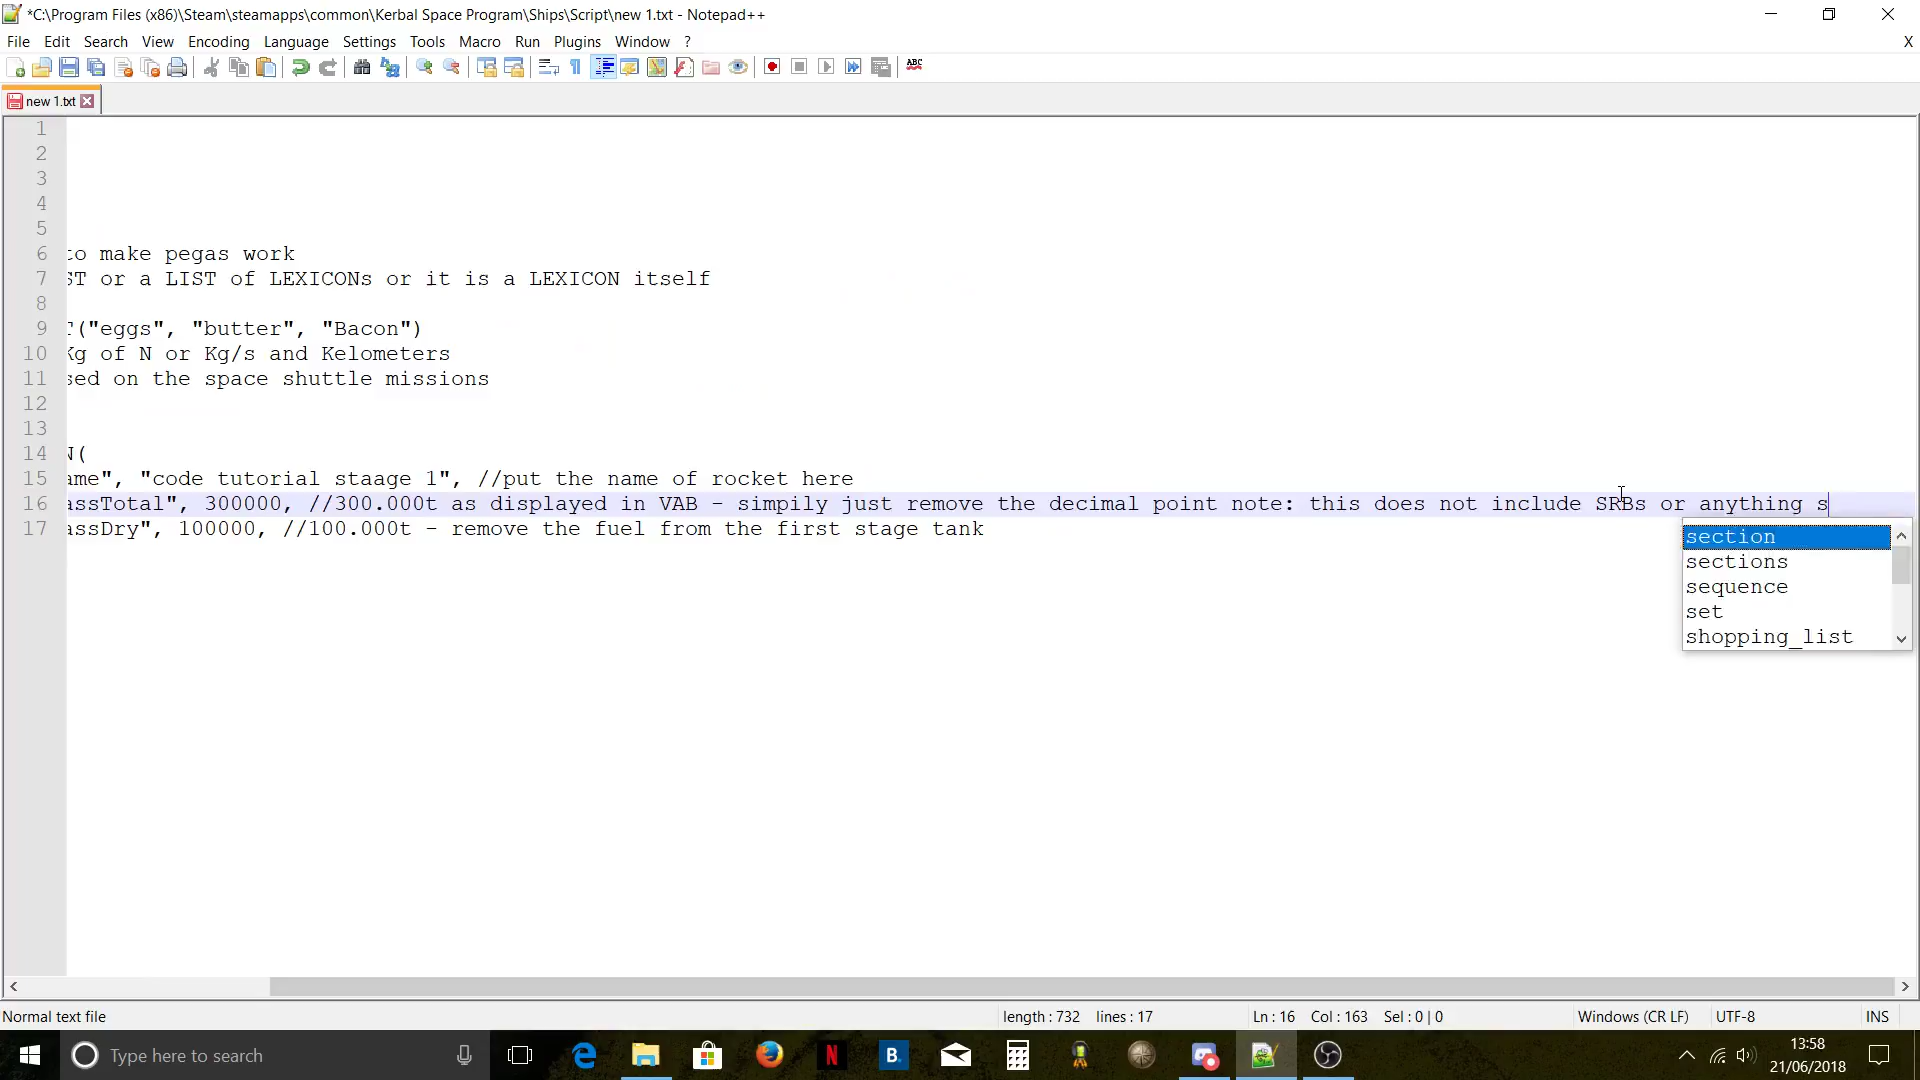 *C:\Program Files (x86)\Steam\steamapps\common\Kerbal Space Program\Ships\Script\new 1.txt - Notepad++
File Edit Search View Encoding Language Settings Tools Macro Run Plugins Window ? X
ABC
new 1.txt
1
2
3
4
5
6 to make pegas work
7 ST or a LIST of LEXICONs or it is a LEXICON itself
8
9 T("eggs", "butter", "Bacon")
10 Kg of N or Kg/s and Kelometers
11 sed on the space shuttle missions
12
13
14 N(
15 ame", "code tutorial staage 1", //put the name of rocket here
16 assTotal", 300000, //300.000t as displayed in VAB - simpily just remove the decimal point note: this does not include SRBs or anything s
17 assDry", 100000, //100.000t - remove the fuel from the first stage tank
section
sections
sequence
set
shopping_list
Normal text file length : 732 lines : 17 Ln : 16 Col : 163 Sel : 0 | 0 Windows (CR LF) UTF-8 INS
Type here to search
N
B.
13:58
21/06/2018